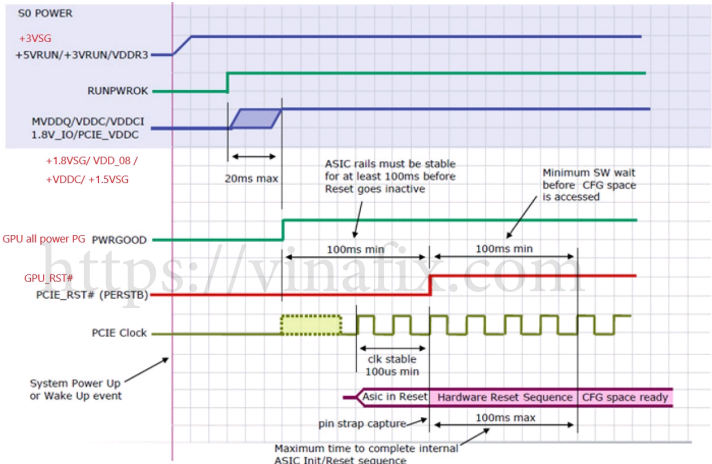 S0 POWER
+3VSG
+5VRUN/+3VRUN/VDDR3
RUNPWROK
MVDDQ/VDDC/VDDCI
1.8V_IO/PCIE_VDDC
+1.8VSG/ VDD_08 /
+VDDC/ +1.5VSG
20ms max
ASIC rails must be stable
for at least 100ms before
Reset goes inactive
Minimum SW wait
before CFG space
is accessed
GPU all power PG PWRGOOD
100ms min
100ms min
https://vinafix.com
GPU_RST#
PCIE_RST# (PERSTB)
PCIE Clock
clk stable
100us min
System Power Up
or Wake Up event
Asic in Reset
Hardware Reset Sequence
CFG space ready
pin strap capture
100ms max
Maximum time to complete internal
ASIC Init/Reset sequence